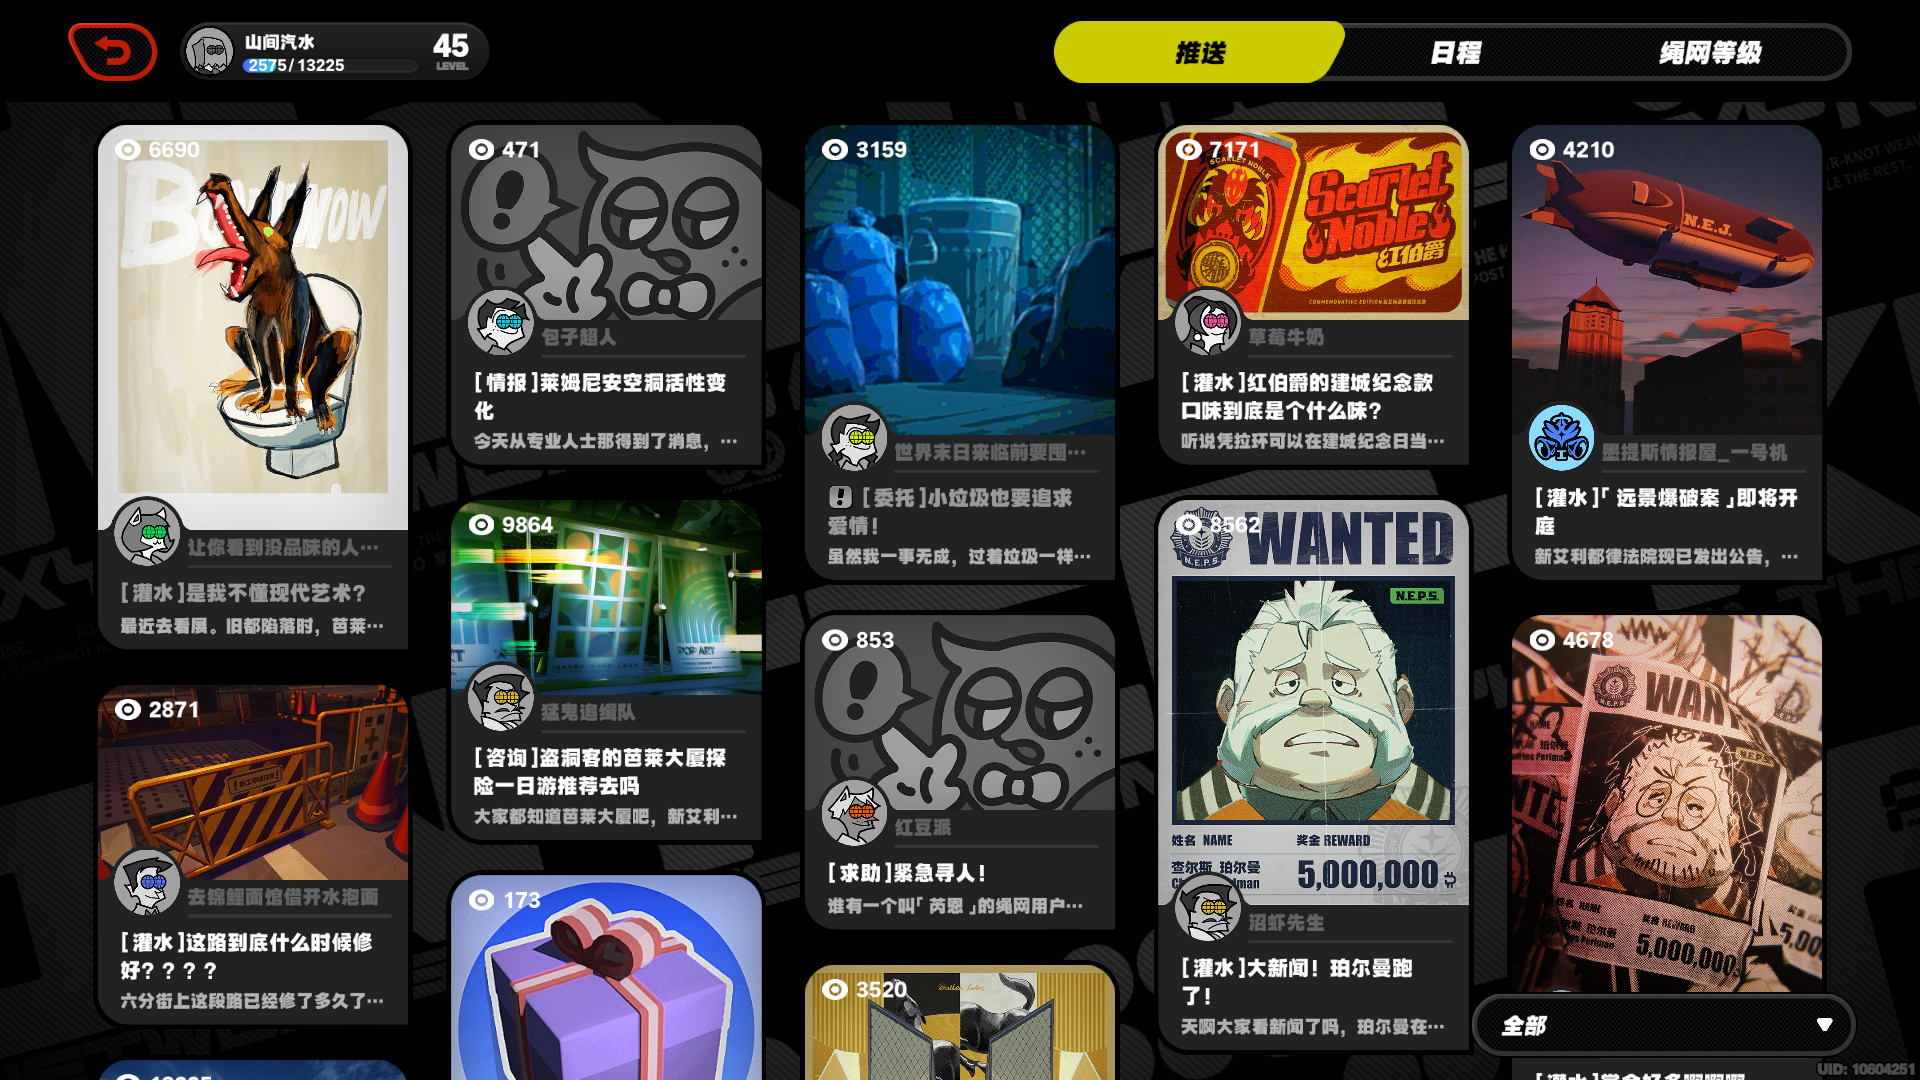 山间汽水
2575/13225
45
LEVEL
推送
日程
绳网等级
6690
让你看到没品味的人…
[灌水]是我不懂现代艺术?
最近去看展。旧都陷落时，芭莱…
2871
去锦鲤面馆借开水泡面
[灌水]这路到底什么时候修
好????
六分街上这段路已经修了多久了…
471
包子超人
[情报]莱姆尼安空洞活性变
化
今天从专业人士那得到了消息，…
9864
POP ART
猛鬼追缉队
[咨询]盗洞客的芭莱大厦探
险一日游推荐去吗
大家都知道芭莱大厦吧，新艾利…
173
3159
世界末日来临前要囤…
[委托]小垃圾也要追求
爱情!
虽然我一事无成，过着垃圾一样…
853
红豆派
[求助]紧急寻人!
谁有一个叫「芮恩」的绳网用户…
3520
7171
SCARLET NOBLE
Scarlet
Noble
红伯爵
草莓牛奶
[灌水]红伯爵的建城纪念款
口味到底是个什么味?
听说凭拉环可以在建城纪念日当…
8562
WANTED
N.E.P.S.
N.E.P.S.
姓名 NAME
奖金 REWARD
查尔斯 珀尔曼
5,000,000
沼虾先生
[灌水]大新闻! 珀尔曼跑
了!
天啊大家看新闻了吗，珀尔曼在…
4210
N.E.J.
墨提斯情报屋_一号机
[灌水]「远景爆破案」即将开
庭
新艾利都律法院现已发出公告，…
4678
WANT
N.E.P.S.
姓名 NAME
奖金 REWARD
5,000,000
全部
UID: 10604251